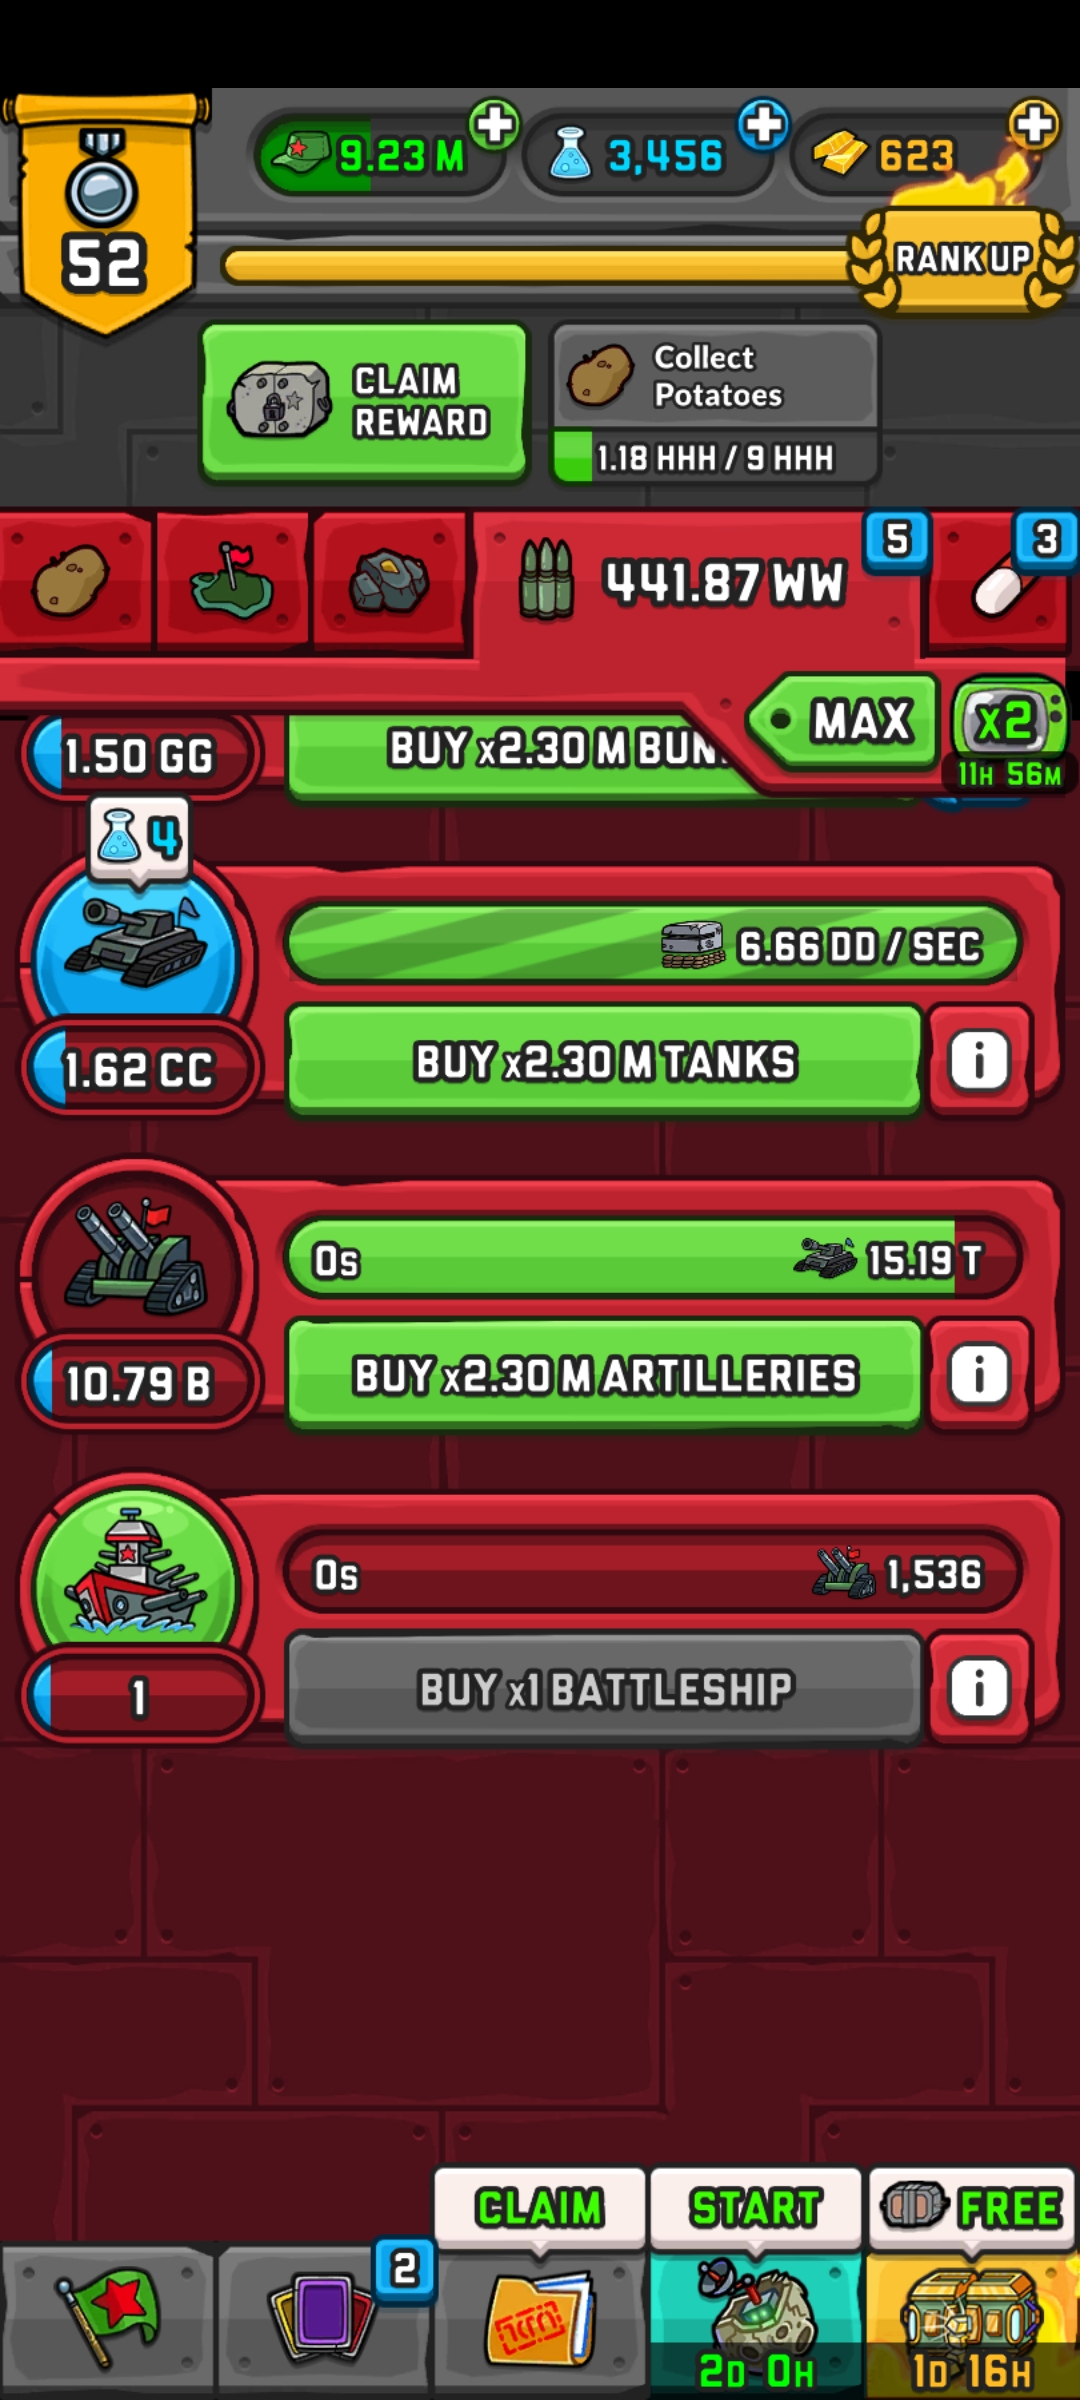 9.23 M
3,456
623
52
RANK UP
CLAIM
REWARD
Collect
Potatoes
1.18 HHH / 9 HHH
441.87 WW
5
3
MAX
x2
11H 56M
1.50 GG
BUY x2.30 M BUN
4
6.66 DD / SEC
1.62 CC
BUY x2.30 M TANKS
i
0s
15.19 T
10.79 B
BUY x2.30 M ARTILLERIES
i
0s
1,536
1
BUY x1 BATTLESHIP
i
CLAIM
START
FREE
2
2D 0H
1D 16H